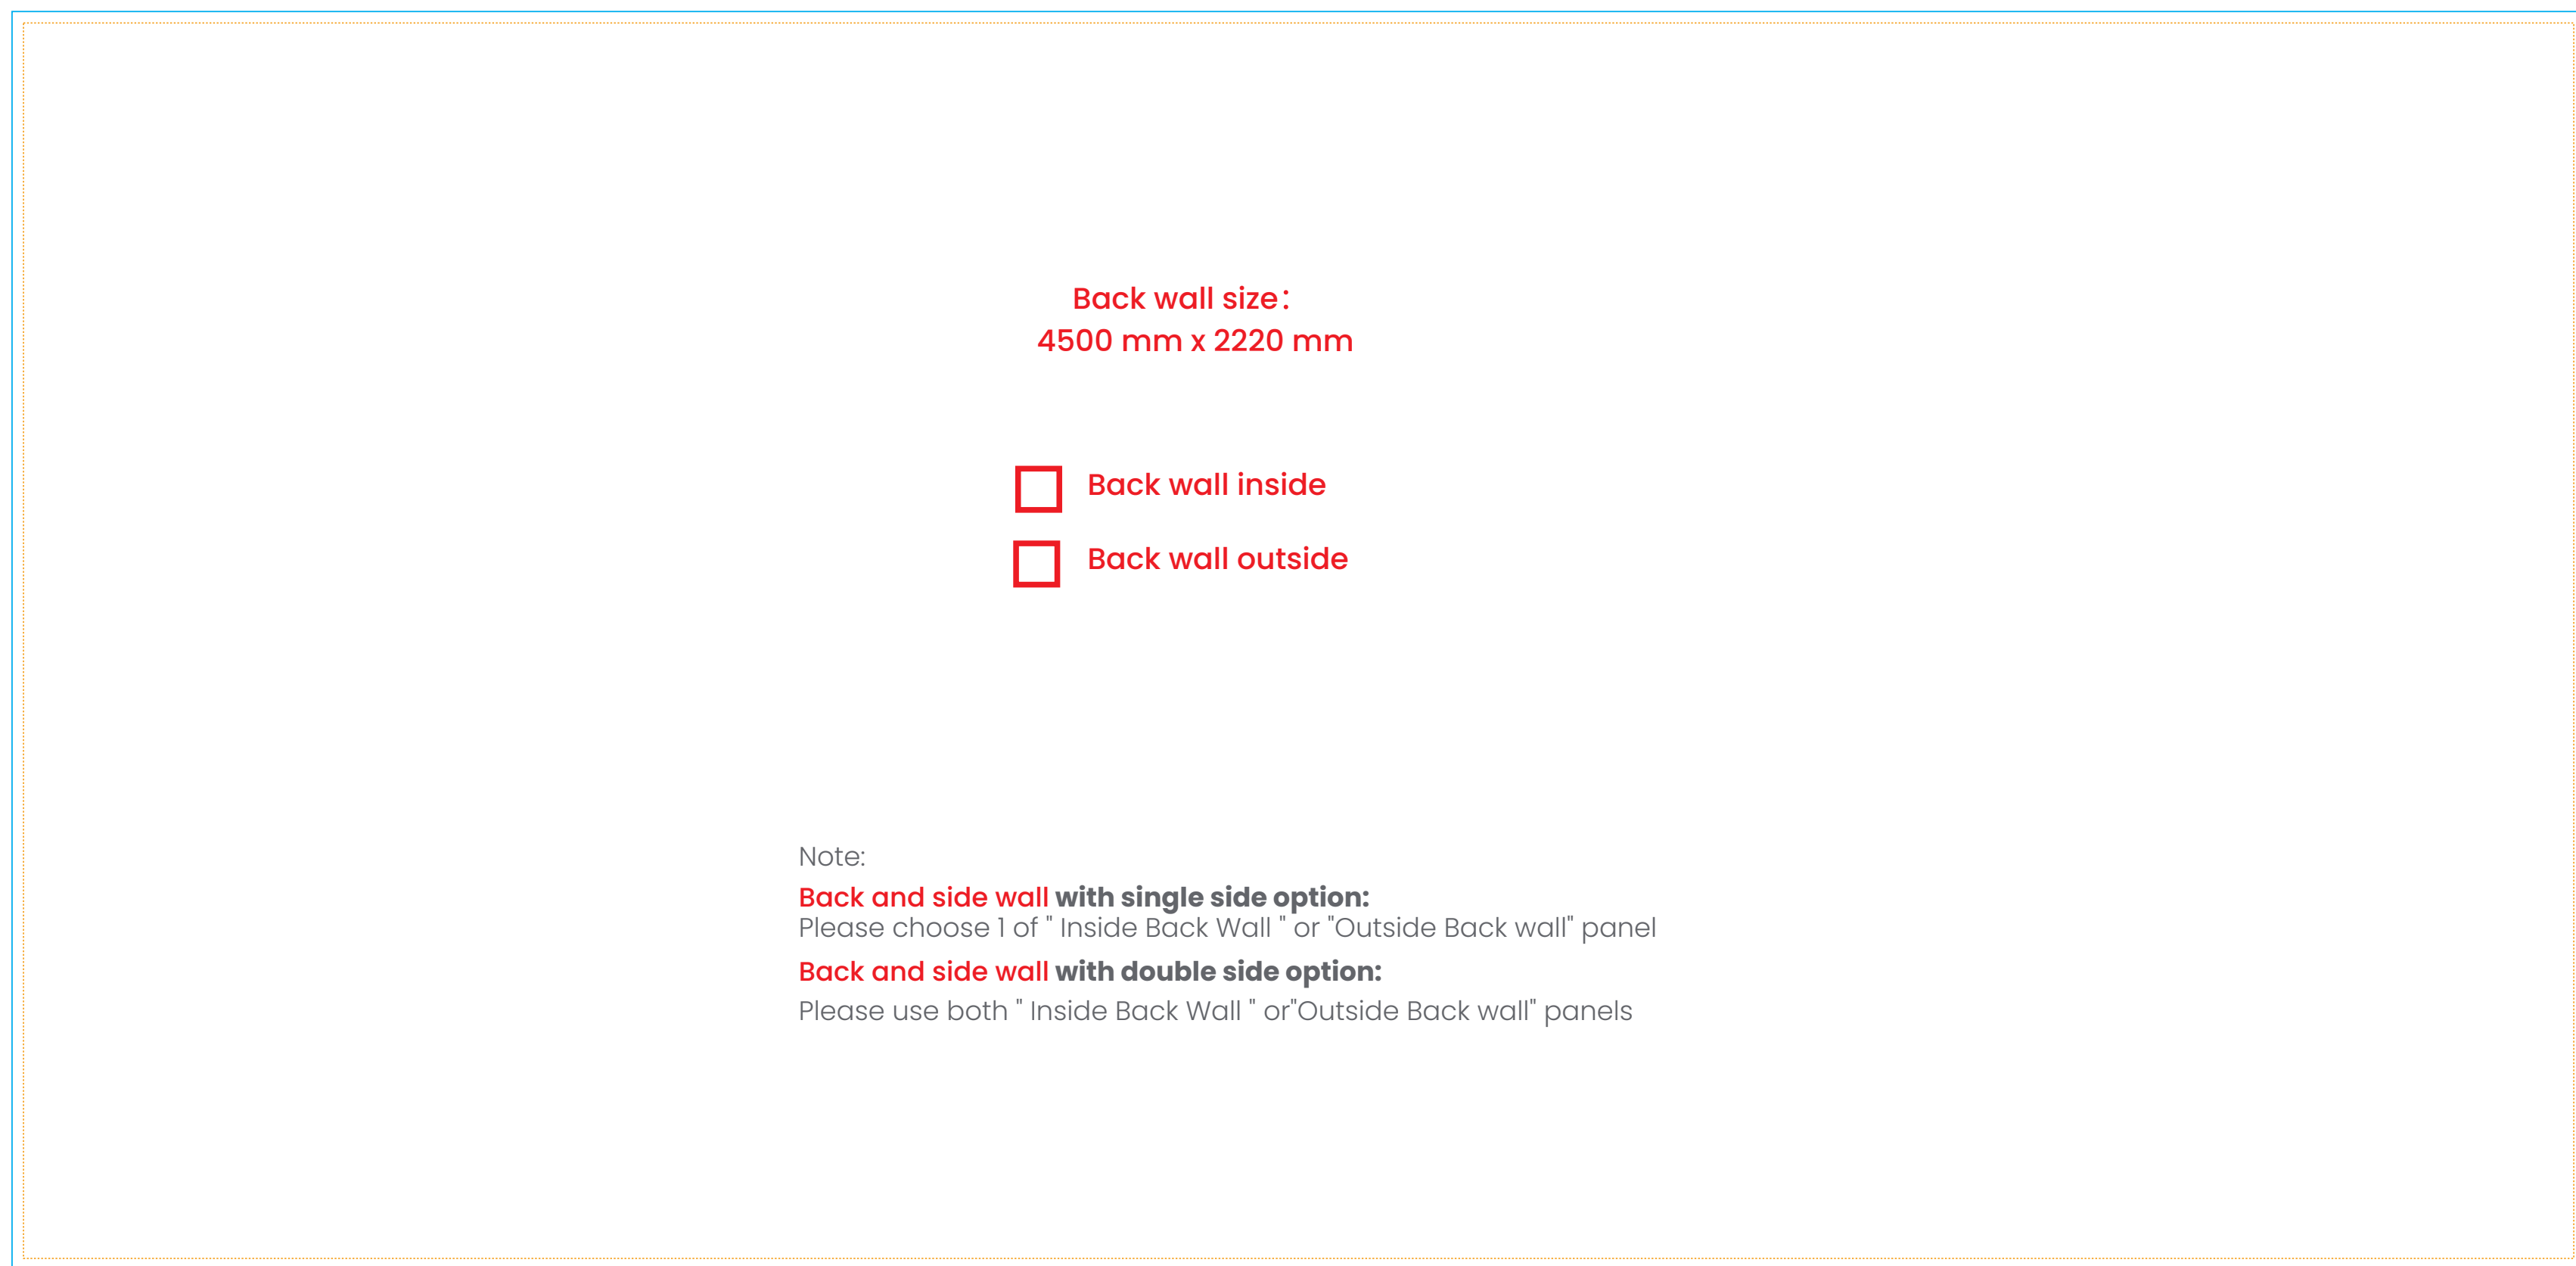 Back wall size:
4500 mm x 2220 mm
Back wall inside
Back wall outside
Note:
Back and side wall with single side option:
Please choose 1 of " Inside Back Wall " or "Outside Back wall" panel
Back and side wall with double side option:
Please use both " Inside Back Wall " or"Outside Back wall" panels